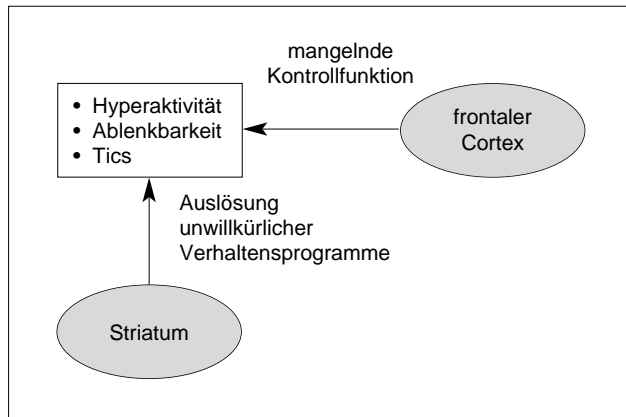 mangelnde
Kontrollfunktion
• Hyperaktivität
• Ablenkbarkeit
• Tics
frontaler
Cortex
Auslösung
unwillkürlicher
Verhaltensprogramme
Striatum